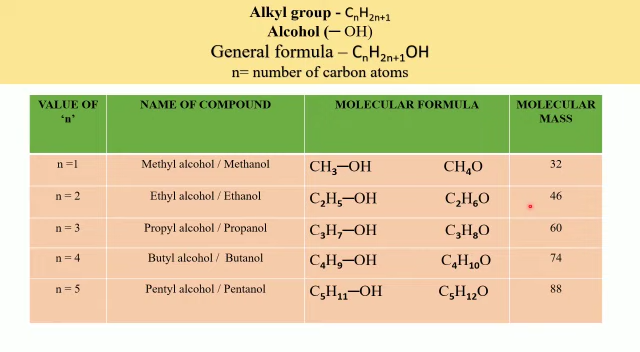 Alkyl group - CₙH₂ₙ₊₁
Alcohol (─ OH)
General formula – CₙH₂ₙ₊₁OH
n= number of carbon atoms
VALUE OF ‘n’ NAME OF COMPOUND MOLECULAR FORMULA MOLECULAR MASS
n =1 Methyl alcohol / Methanol CH₃─OH CH₄O 32
n = 2 Ethyl alcohol / Ethanol C₂H₅─OH C₂H₆O 46
n = 3 Propyl alcohol / Propanol C₃H₇─OH C₃H₈O 60
n = 4 Butyl alcohol / Butanol C₄H₉─OH C₄H₁₀O 74
n = 5 Pentyl alcohol / Pentanol C₅H₁₁─OH C₅H₁₂O 88